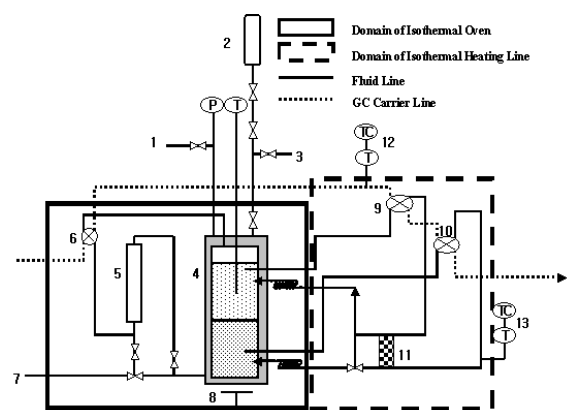 Domain of Isothermal Oven
Domain of Isothermal Heating Line
Fluid Line
GC Carrier Line
2
P T
1
3
TC
12
T
9
6
10
5
4
TC
13
T
11
7
8